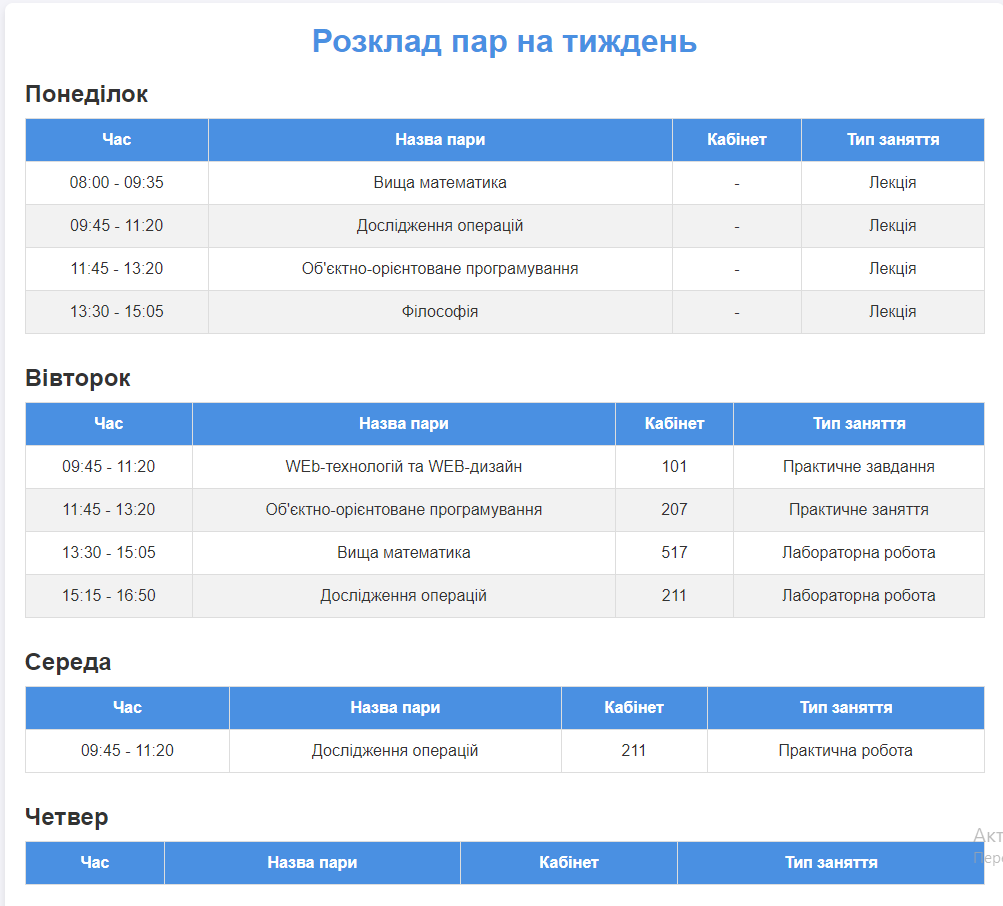 Розклад пар на тиждень
Понеділок
Час Назва пари Кабінет Тип заняття
08:00 - 09:35 Вища математика - Лекція
09:45 - 11:20 Дослідження операцій - Лекція
11:45 - 13:20 Об'єктно-орієнтоване програмування - Лекція
13:30 - 15:05 Філософія - Лекція
Вівторок
Час Назва пари Кабінет Тип заняття
09:45 - 11:20 WEb-технологій та WEB-дизайн 101 Практичне завдання
11:45 - 13:20 Об'єктно-орієнтоване програмування 207 Практичне заняття
13:30 - 15:05 Вища математика 517 Лабораторна робота
15:15 - 16:50 Дослідження операцій 211 Лабораторна робота
Середа
Час Назва пари Кабінет Тип заняття
09:45 - 11:20 Дослідження операцій 211 Практична робота
Четвер
Час Назва пари Кабінет Тип заняття